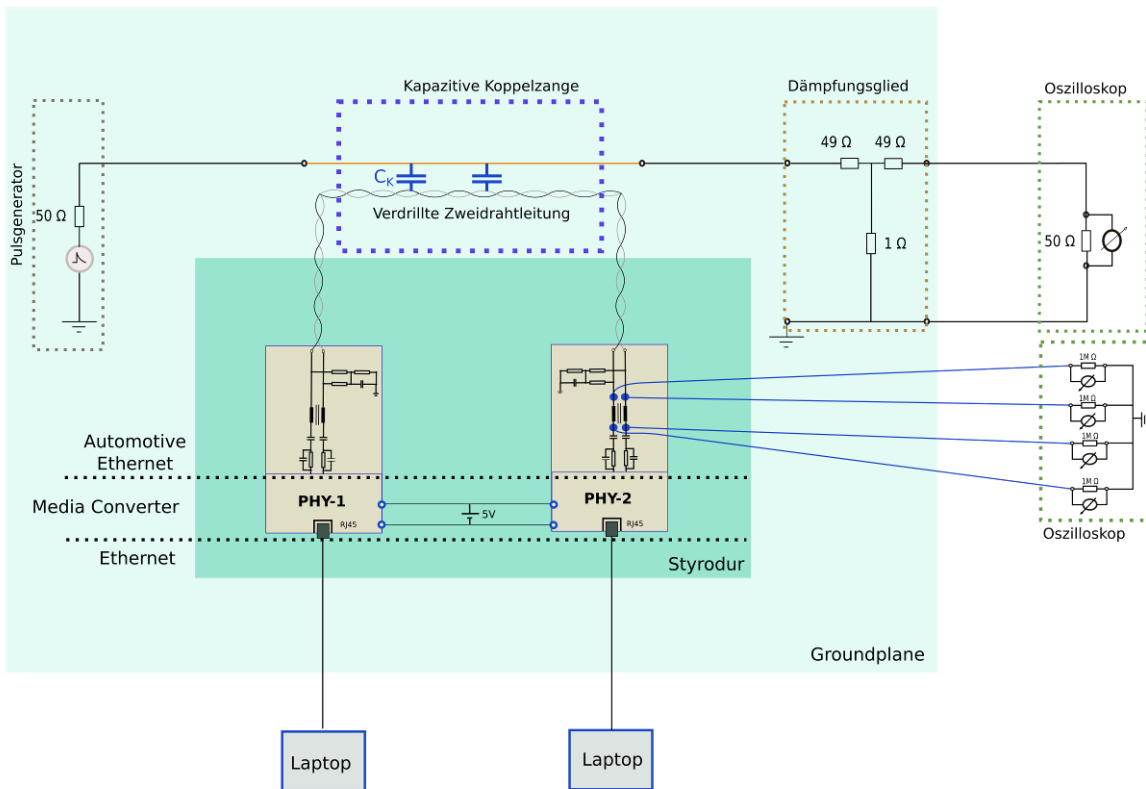 Kapazitive Koppelzange
Dämpfungsglied
Oszilloskop
Pulsgenerator
50 Ω
C_K
Verdrillte Zweidrahtleitung
49 Ω
49 Ω
1 Ω
50 Ω
1M Ω
1M Ω
1M Ω
1M Ω
Oszilloskop
Automotive
Ethernet
Media Converter
Ethernet
PHY-1
RJ45
5V
PHY-2
RJ45
Styrodur
Groundplane
Laptop
Laptop